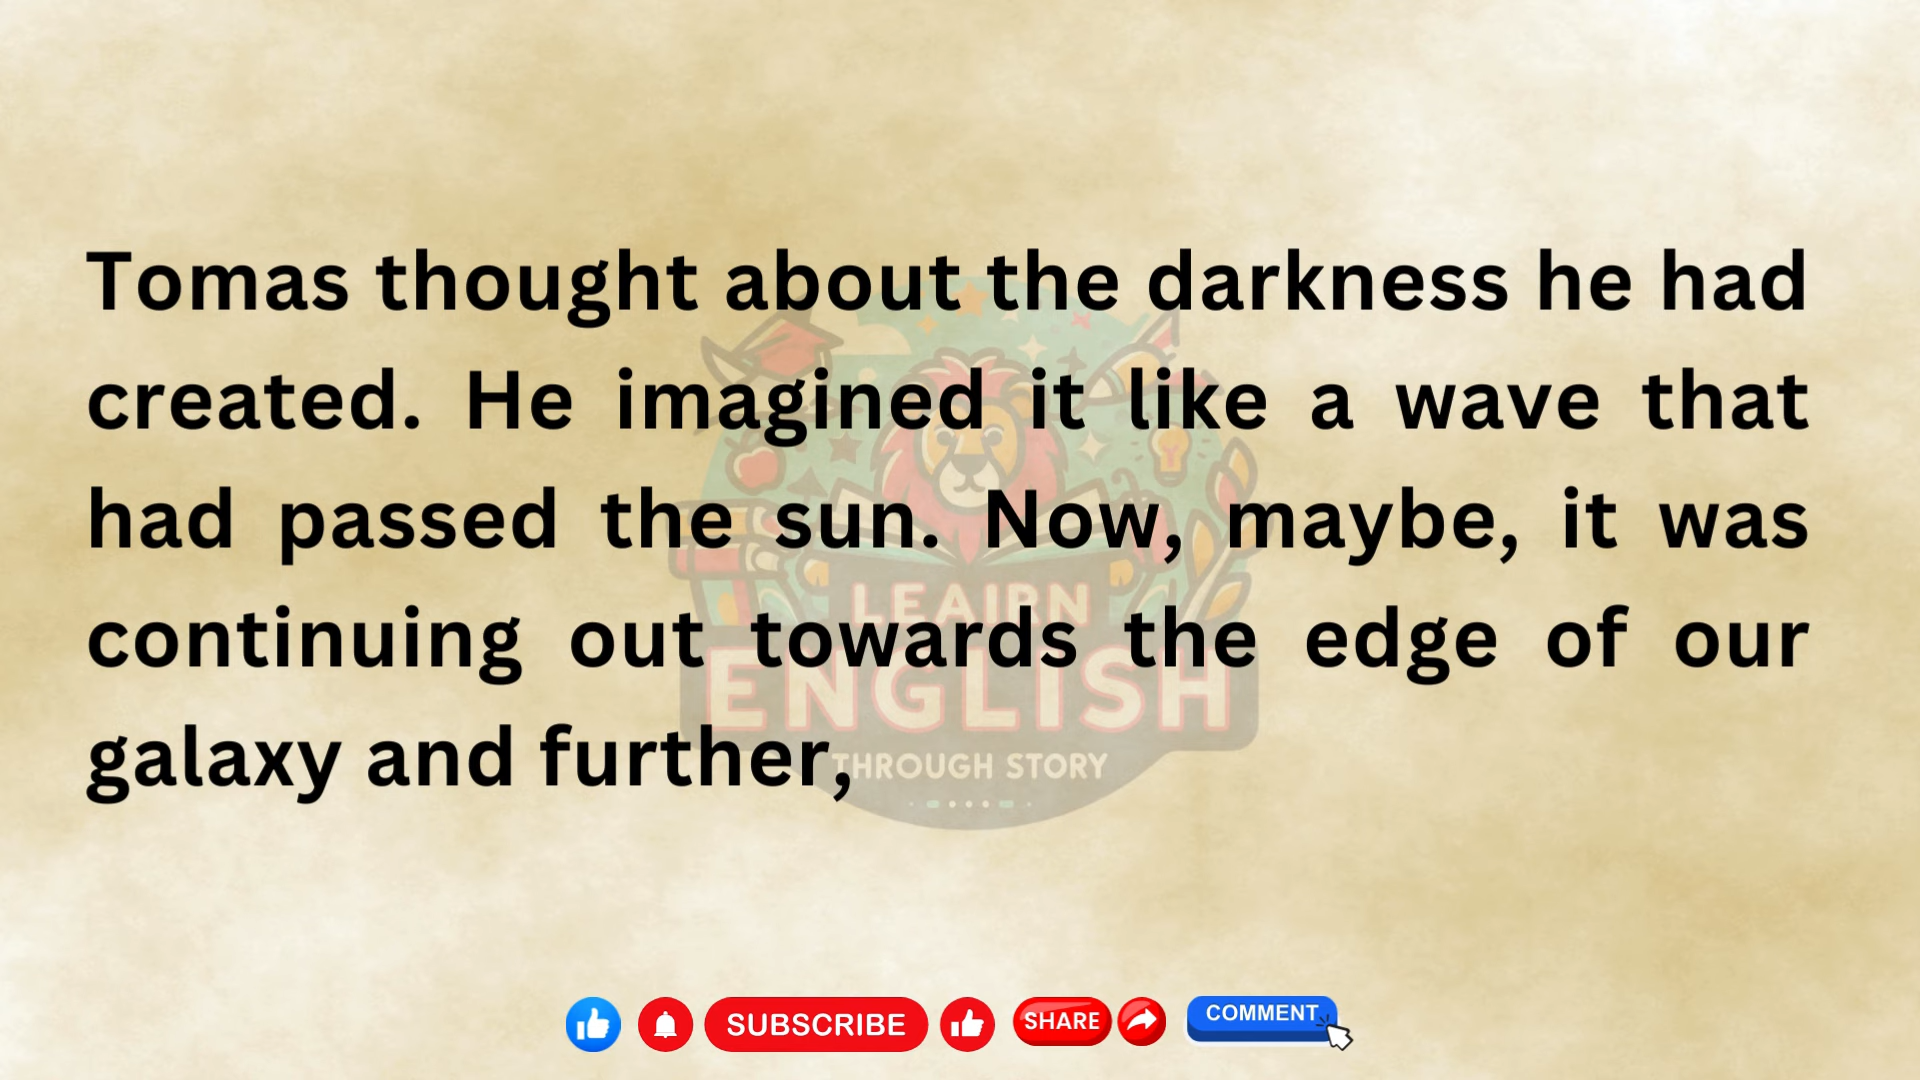 Tomas thought about the darkness he had
created. He imagined it like a wave that
had passed the sun. Now, maybe, it was
continuing out towards the edge of our
galaxy and further,
LEAIRN
ENGLISH
THROUGH STORY
SUBSCRIBE
SHARE
COMMENT